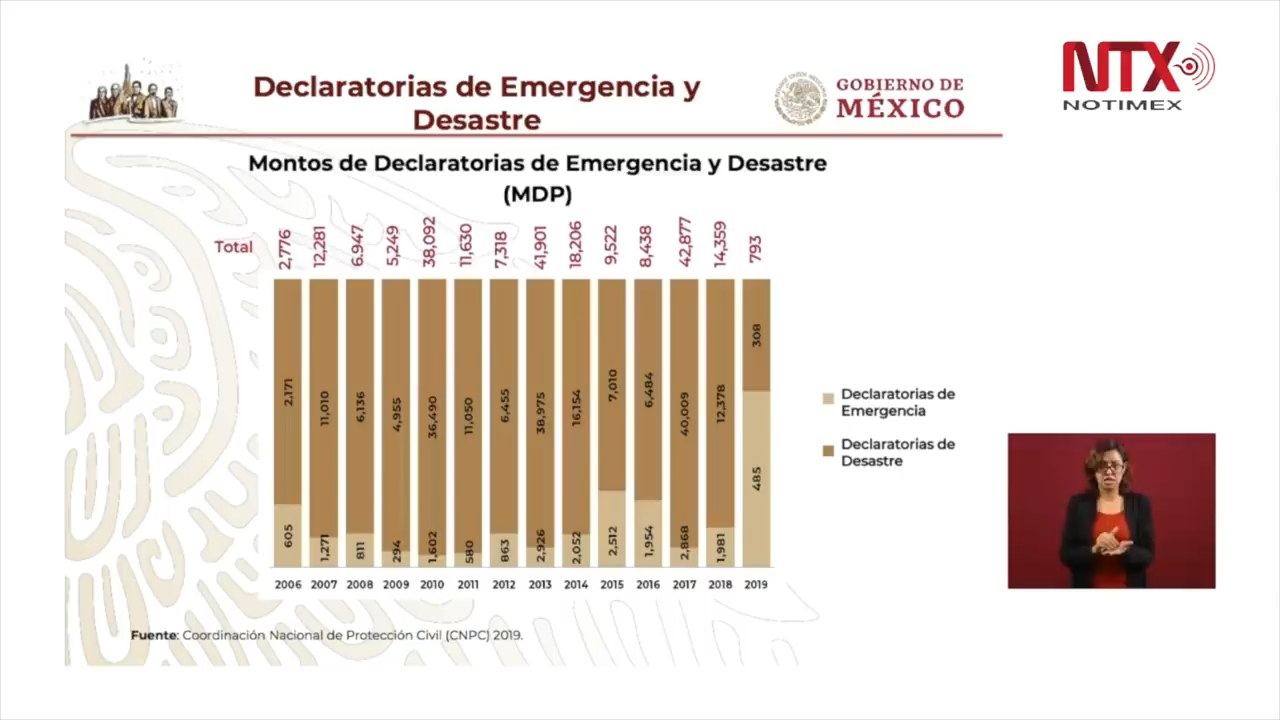 NTX
NOTIMEX
Declaratorias de Emergencia y
Desastre
GOBIERNO DE
MÉXICO
Montos de Declaratorias de Emergencia y Desastre
(MDP)
Total 2,776 12,281 6.947 5,249 38,092 11,630 7,318 41,901 18,206 9,522 8,438 42,877 14,359 793
2,171 11,010 6,136 4,955 36,490 11,050 6,455 38,975 16,154 7,010 6,484 40,009 12,378 308
605 1,271 811 294 1,602 580 863 2,926 2,052 2,512 1,954 2,868 1,981 485
2006 2007 2008 2009 2010 2011 2012 2013 2014 2015 2016 2017 2018 2019
Declaratorias de
Emergencia
Declaratorias de
Desastre
Fuente: Coordinación Nacional de Protección Civil (CNPC) 2019.